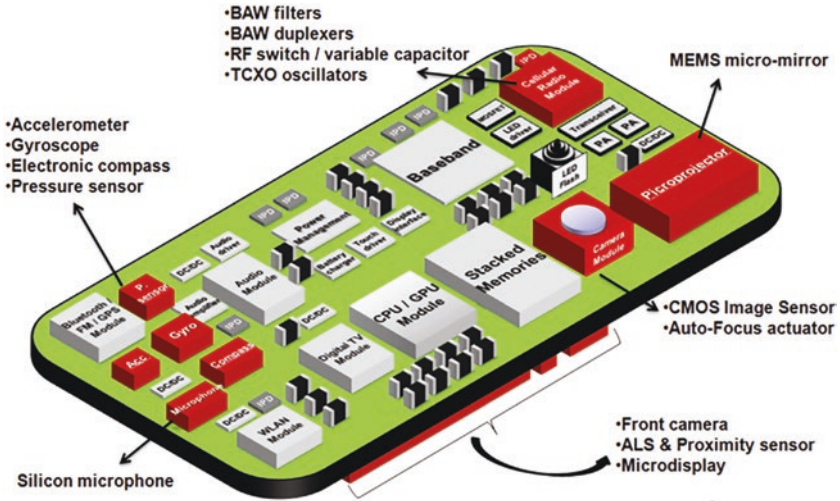 •BAW filters
•BAW duplexers
•RF switch / variable capacitor
•TCXO oscillators
MEMS micro-mirror
•Accelerometer
•Gyroscope
•Electronic compass
•Pressure sensor
IPD
Cellular
Radio
Module
MOSFET
LED
driver
Transceiver
PA
PA
DC/DC
IPD
IPD
IPD
Baseband
LED
Flash
Picroprojector
IPD
IPD
Power
Management
Display
interface
Touch
driver
Battery
charger
Camera
Module
Audio
driver
DC/DC
Audio
Module
Stacked
Memories
P.
sensor
Audio
amplifier
Bluetooth /
FM / GPS
Module
Gyro
IPD
DC/DC
CPU / GPU
Module
Digital TV
Module
Acc.
Compass
DC/DC
Microphone
DC/DC
IPD
WLAN
Module
•CMOS Image Sensor
•Auto-Focus actuator
•Front camera
•ALS & Proximity sensor
•Microdisplay
Silicon microphone